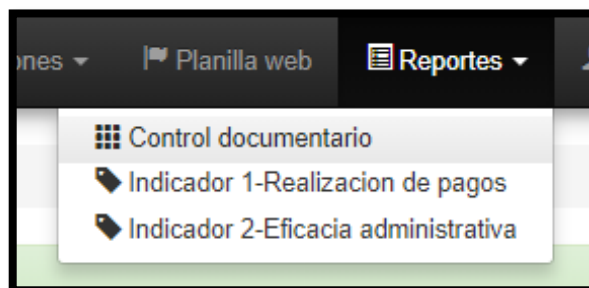 ones Planilla web Reportes
Control documentario
Indicador 1-Realizacion de pagos
Indicador 2-Eficacia administrativa